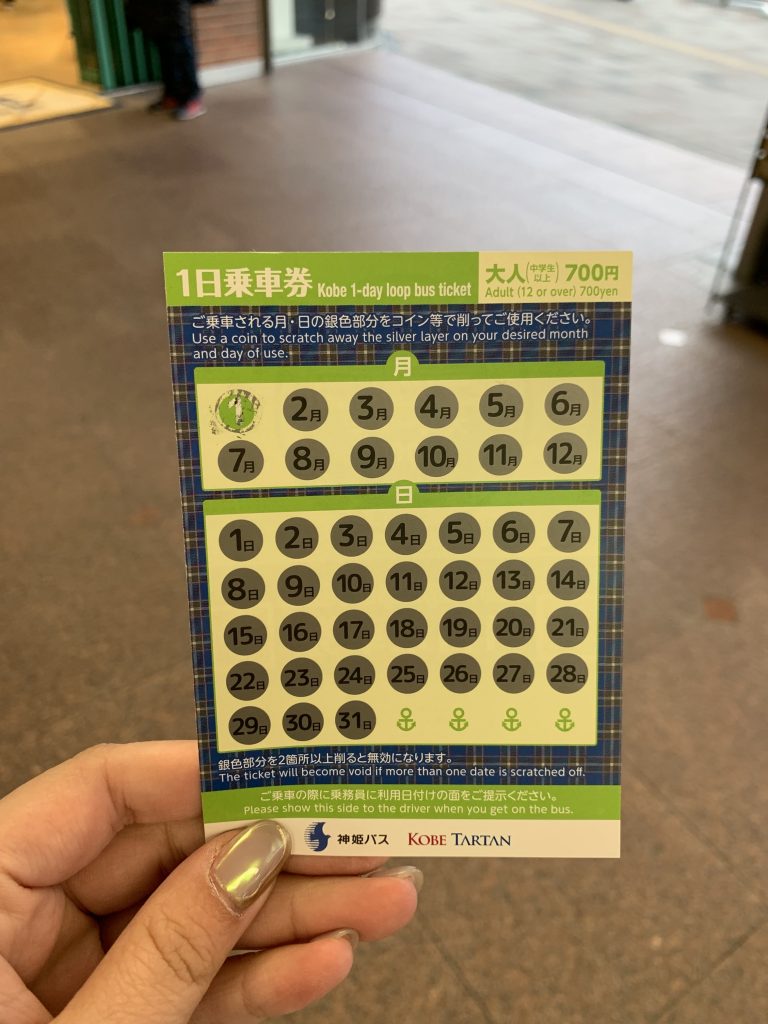 1日乗車券 Kobe 1-day loop bus ticket
大人(中学生以上) 700円
Adult (12 or over) 700yen
ご乗車される月・日の銀色部分をコイン等で削ってご使用ください。
Use a coin to scratch away the silver layer on your desired month
and day of use.
月
1 2月 3月 4月 5月 6月
7月 8月 9月 10月 11月 12月
日
1日 2日 3日 4日 5日 6日 7日
8日 9日 10日 11日 12日 13日 14日
15日 16日 17日 18日 19日 20日 21日
22日 23日 24日 25日 26日 27日 28日
29日 30日 31日
銀色部分を2箇所以上削ると無効になります。
The ticket will become void if more than one date is scratched off.
ご乗車の際に乗務員に利用日付けの面をご提示ください。
Please show this side to the driver when you get on the bus.
神姫バス KOBE TARTAN